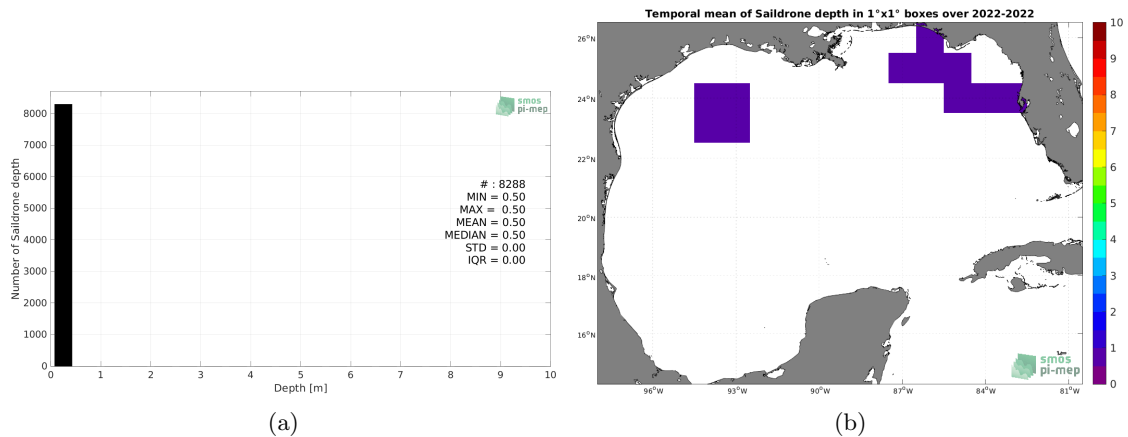 smos
pi-mep
8000
7000
6000
5000
4000
3000
2000
1000
0
Number of Saildrone depth
# : 8288
MIN = 0.50
MAX = 0.50
MEAN = 0.50
MEDIAN = 0.50
STD = 0.00
IQR = 0.00
0 1 2 3 4 5 6 7 8 9 10
Depth [m]
(a)
Temporal mean of Saildrone depth in 1°x1° boxes over 2022-2022
26°N
24°N
22°N
20°N
18°N
16°N
96°W 93°W 90°W 87°W 84°W 81°W
smos
pi-mep
10
9
8
7
6
5
4
3
2
1
0
(b)